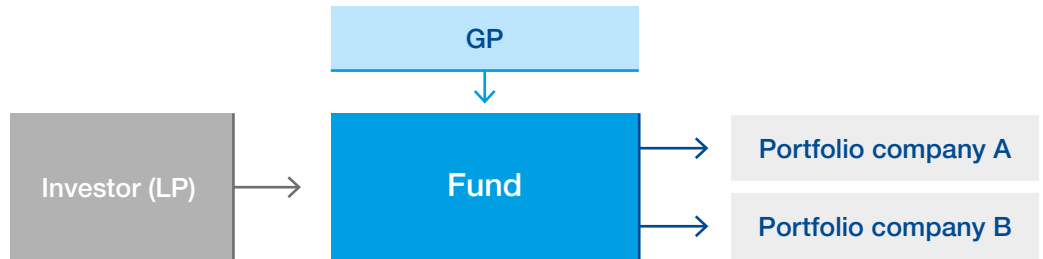 GP
Investor (LP)
Fund
Portfolio company A
Portfolio company B